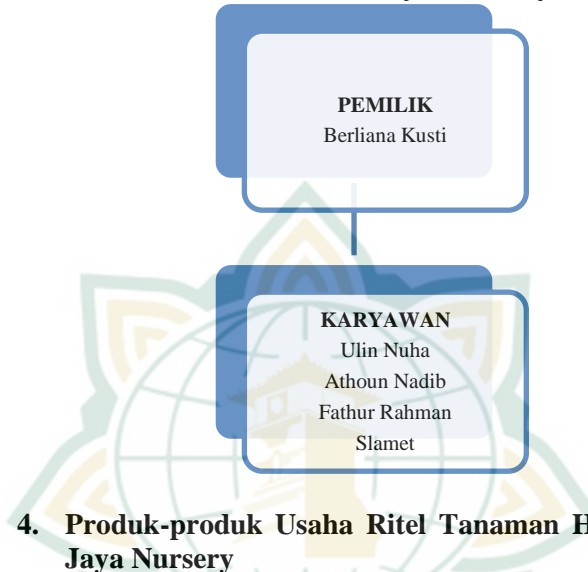 PEMILIK
Berliana Kusti
KARYAWAN
Ulin Nuha
Athoun Nadib
Fathur Rahman
Slamet
4. Produk-produk Usaha Ritel Tanaman H
Jaya Nursery